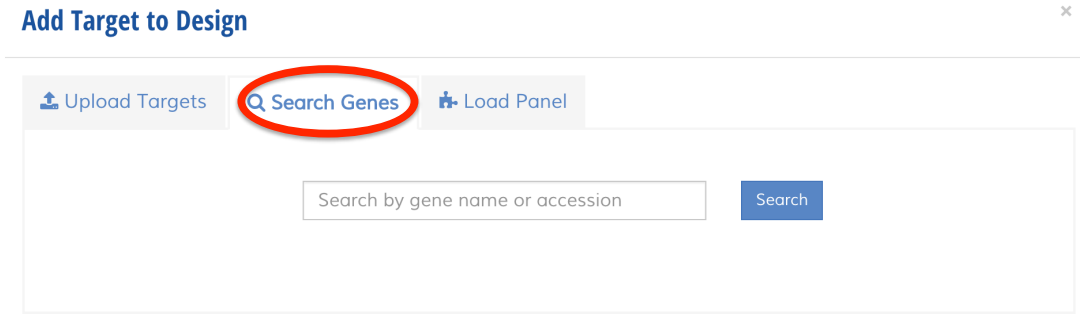 Add Target to Design
×
Upload Targets
Search Genes
Load Panel
Search by gene name or accession
Search